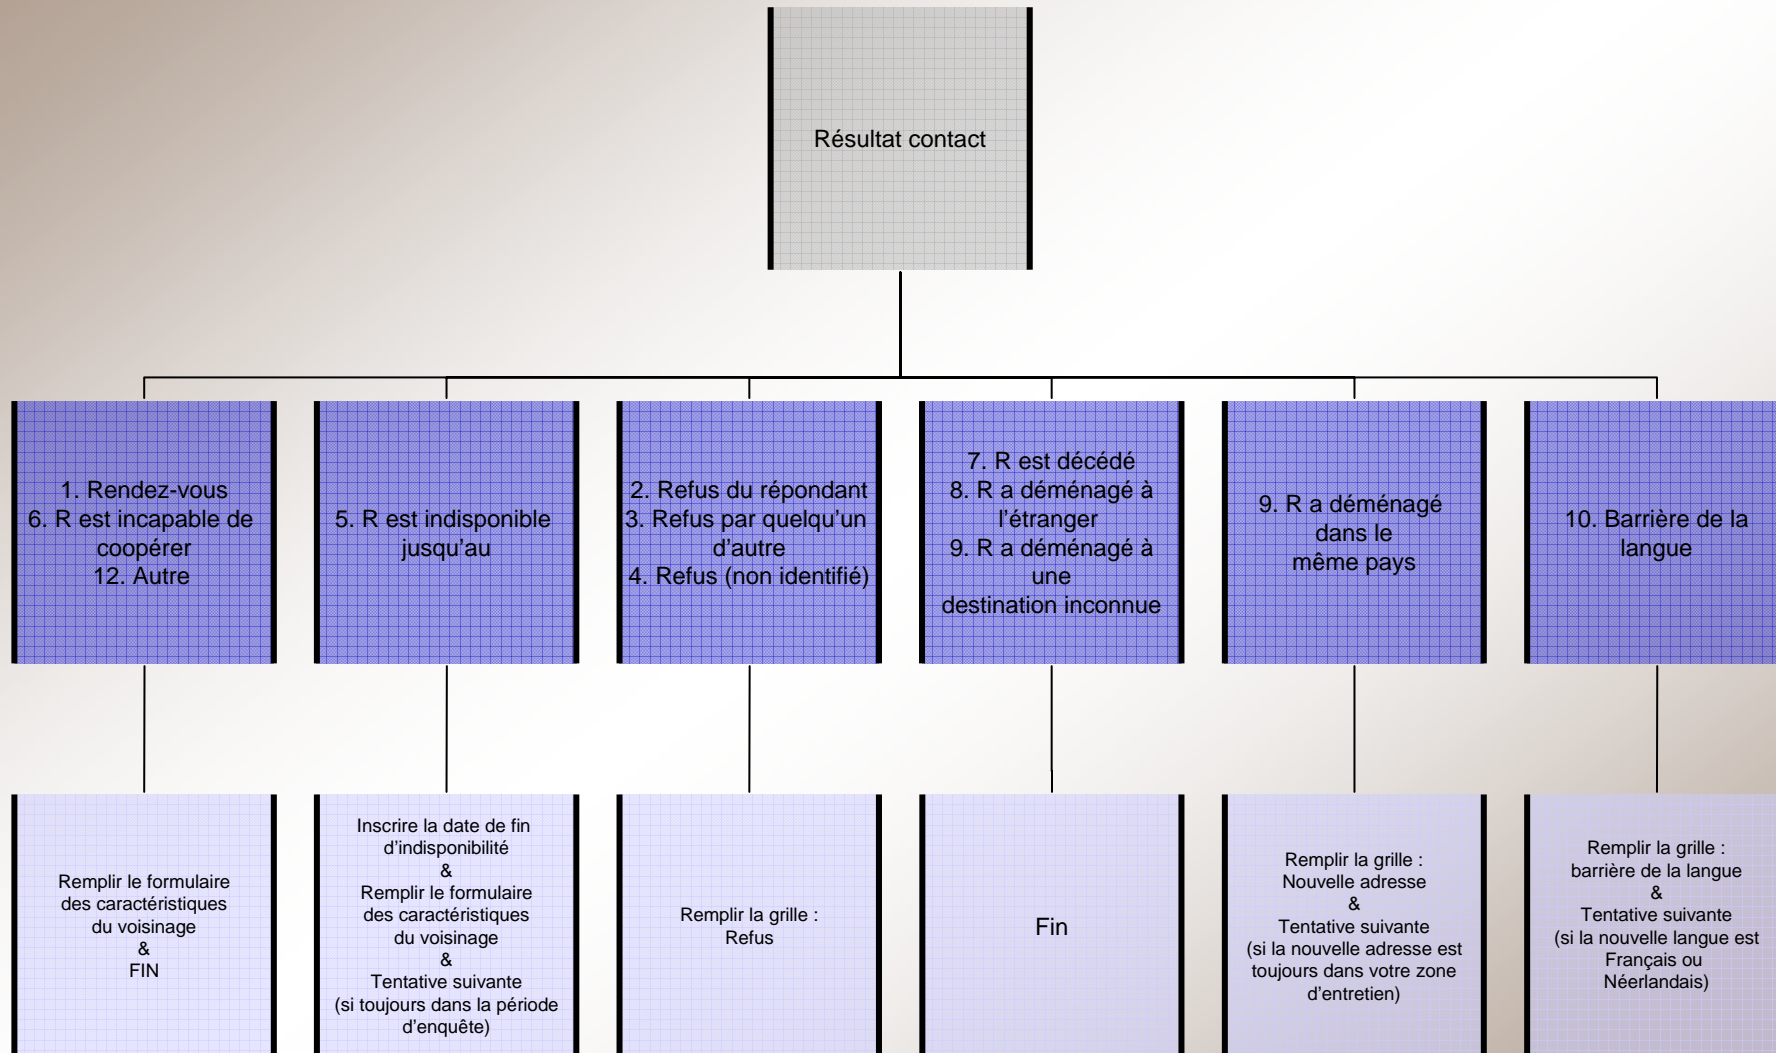 Résultat contact
1. Rendez-vous
6. R est incapable de
coopérer
12. Autre
5. R est indisponible
jusqu'au
2. Refus du répondant
3. Refus par quelqu'un
d'autre
4. Refus (non identifié)
7. R est décédé
8. R a déménagé à
l'étranger
9. R a déménagé à
une
destination inconnue
9. R a déménagé
dans le
même pays
10. Barrière de la
langue
Remplir le formulaire
des caractéristiques
du voisinage
&
FIN
Inscrire la date de fin
d'indisponibilité
&
Remplir le formulaire
des caractéristiques
du voisinage
&
Tentative suivante
(si toujours dans la période
d'enquête)
Remplir la grille :
Refus
Fin
Remplir la grille :
Nouvelle adresse
&
Tentative suivante
(si la nouvelle adresse est
toujours dans votre zone
d'entretien)
Remplir la grille :
barrière de la langue
&
Tentative suivante
(si la nouvelle langue est
Français ou
Néerlandais)